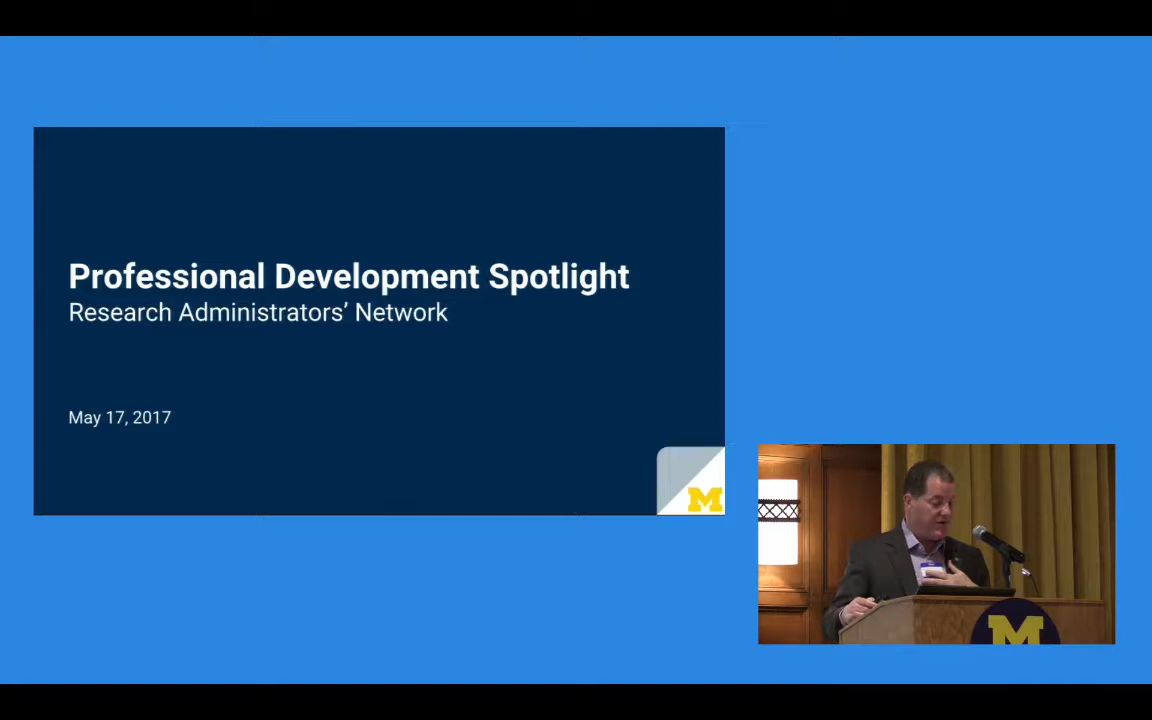 Professional Development Spotlight
Research Administrators’ Network
May 17, 2017
M
M